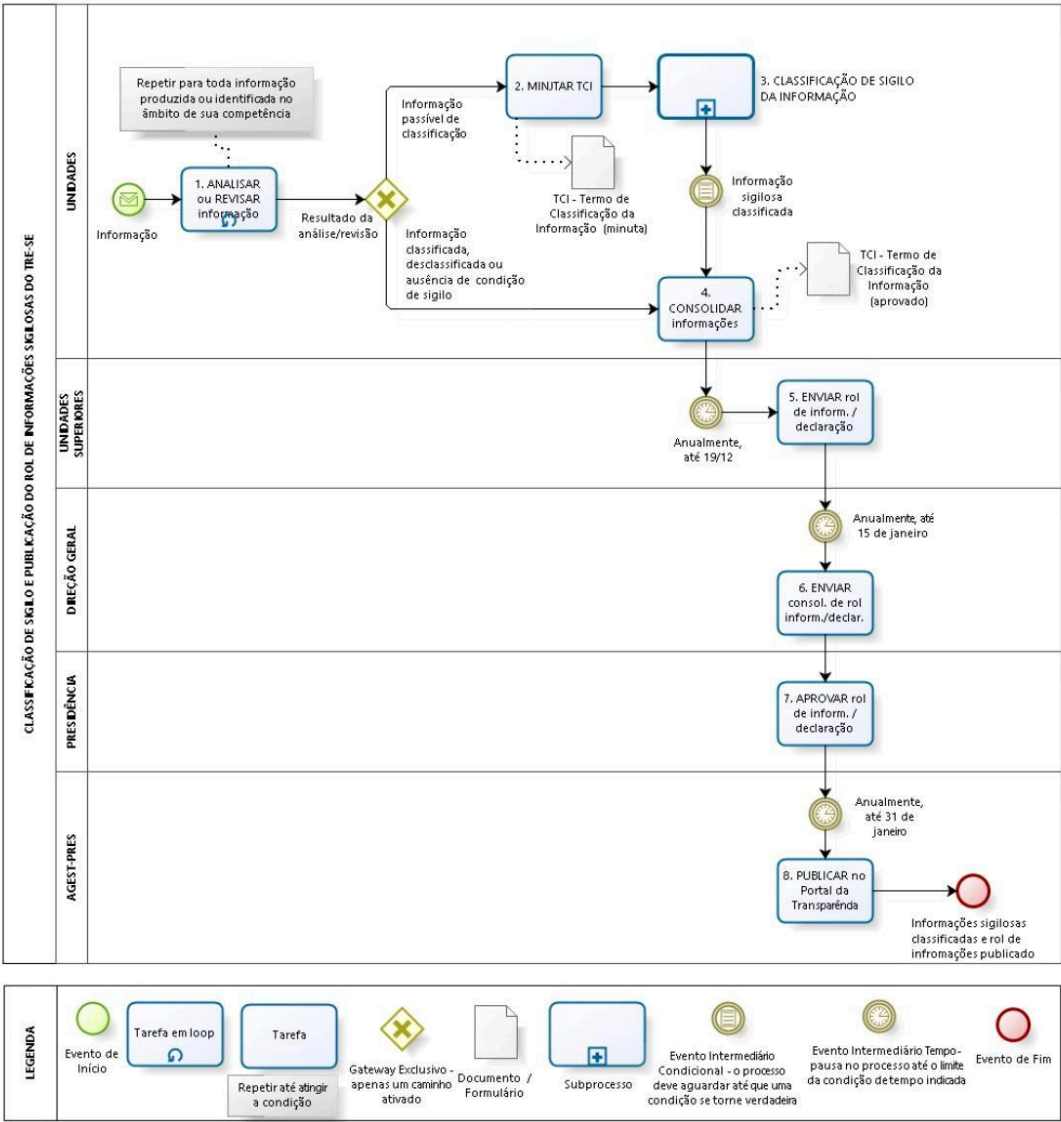 CLASSIFICAÇÃO DE SIGILO E PUBLICAÇÃO DO ROL DE INFORMAÇÕES SIGILOSAS DO TRE-SE
UNIDADES
Repetir para toda informação
produzida ou identificada no
âmbito de sua competência
Informação
1. ANALISAR
ou REVISAR
informação
Resultado da
análise/revisão
Informação
passível de
classificação
Informação
classificada,
desclassificada ou
ausência de condição
de sigilo
2. MINUTAR TCI
TCI - Termo de
Classificação da
Informação (minuta)
3. CLASSIFICAÇÃO DE SIGILO
DA INFORMAÇÃO
Informação
sigilosa
classificada
4.
CONSOLIDAR
informações
TCI - Termo de
Classificação da
Informação
(aprovado)
UNIDADES
SUPERIORES
Anualmente,
até 19/12
5. ENVIAR rol
de inform. /
declaração
DIREÇÃO GERAL
Anualmente, até
15 de janeiro
6. ENVIAR
consol. de rol
inform./declar.
PRESIDÊNCIA
7. APROVAR rol
de inform. /
declaração
AGEST-PRES
Anualmente,
até 31 de
janeiro
8. PUBLICAR no
Portal da
Transparência
Informações sigilosas
classificadas e rol de
infromações publicado
LEGENDA
Evento de
Início
Tarefa em loop
Tarefa
Repetir até atingir
a condição
Gateway Exclusivo -
apenas um caminho
ativado
Documento /
Formulário
Subprocesso
Evento Intermediário
Condicional - o processo
deve aguardar até que uma
condição se torne verdadeira
Evento Intermediário Tempo-
pausa no processo até o limite
da condição de tempo indicada
Evento de Fim